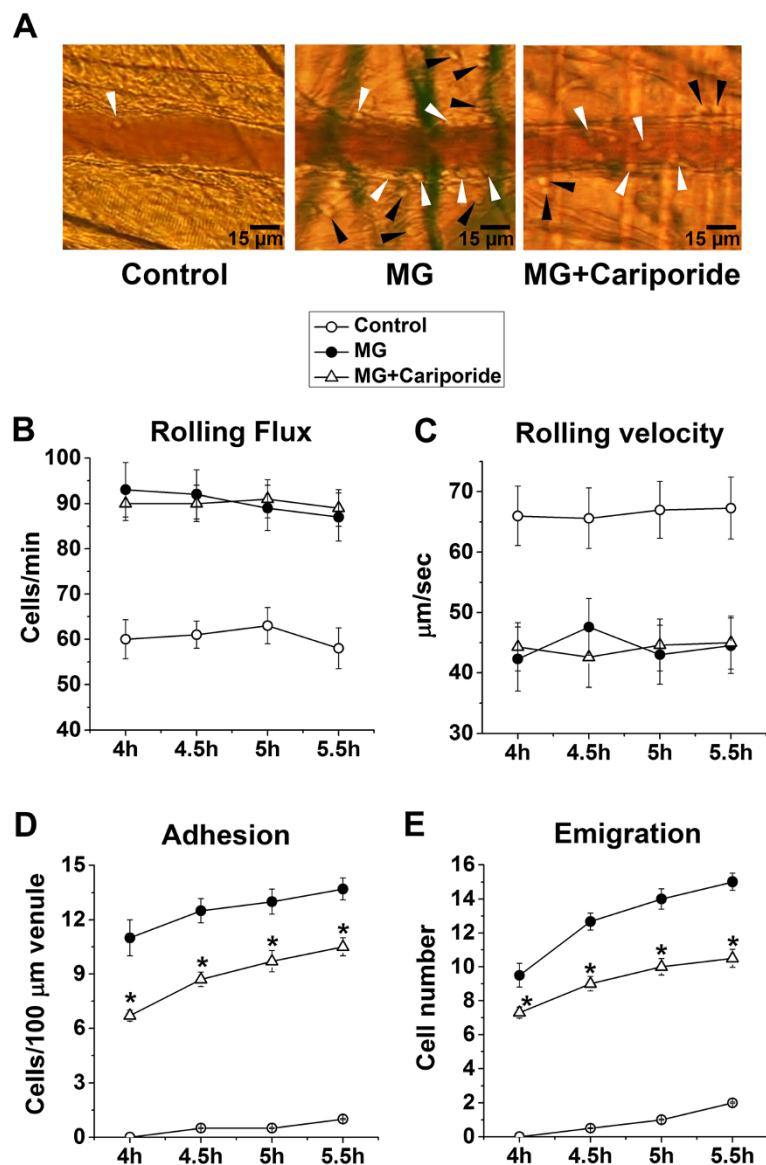 A
15 µm
15 µm
15 µm
Control
MG
MG+Cariporide
Control
MG
MG+Cariporide
B
Rolling Flux
Cells/min
100
90
80
70
60
50
40
4h
4.5h
5h
5.5h
C
Rolling velocity
µm/sec
70
60
50
40
30
4h
4.5h
5h
5.5h
D
Adhesion
Cells/100 µm venule
15
12
9
6
3
0
* * * *
4h
4.5h
5h
5.5h
E
Emigration
Cell number
16
14
12
10
8
6
4
2
0
* * * *
4h
4.5h
5h
5.5h